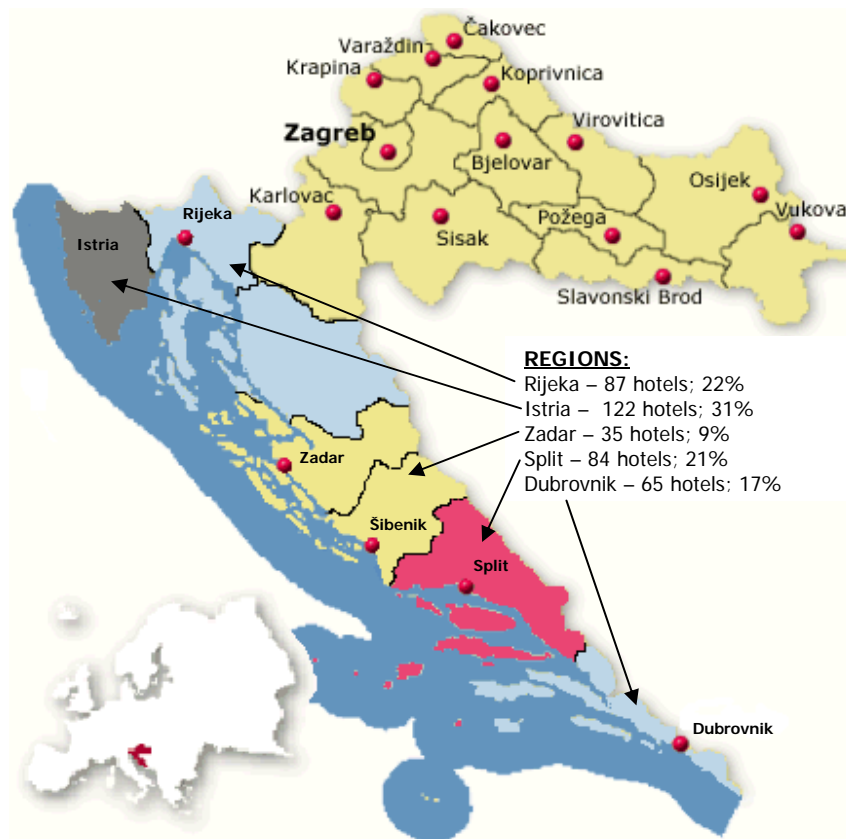 Čakovec
Varaždin
Krapina
Koprivnica
Zagreb
Virovitica
Bjelovar
Osijek
Karlovac
Rijeka
Požega
Vukova
Istria
Sisak
Slavonski Brod
REGIONS:
Rijeka – 87 hotels; 22%
Istria – 122 hotels; 31%
Zadar – 35 hotels; 9%
Split – 84 hotels; 21%
Dubrovnik – 65 hotels; 17%
Zadar
Šibenik
Split
Dubrovnik